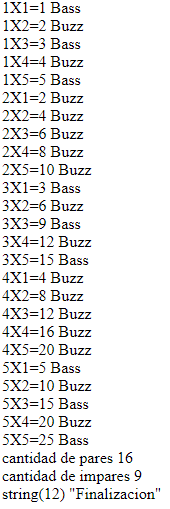 1X1=1 Bass
1X2=2 Buzz
1X3=3 Bass
1X4=4 Buzz
1X5=5 Bass
2X1=2 Buzz
2X2=4 Buzz
2X3=6 Buzz
2X4=8 Buzz
2X5=10 Buzz
3X1=3 Bass
3X2=6 Buzz
3X3=9 Bass
3X4=12 Buzz
3X5=15 Bass
4X1=4 Buzz
4X2=8 Buzz
4X3=12 Buzz
4X4=16 Buzz
4X5=20 Buzz
5X1=5 Bass
5X2=10 Buzz
5X3=15 Bass
5X4=20 Buzz
5X5=25 Bass
cantidad de pares 16
cantidad de impares 9
string(12) "Finalizacion"